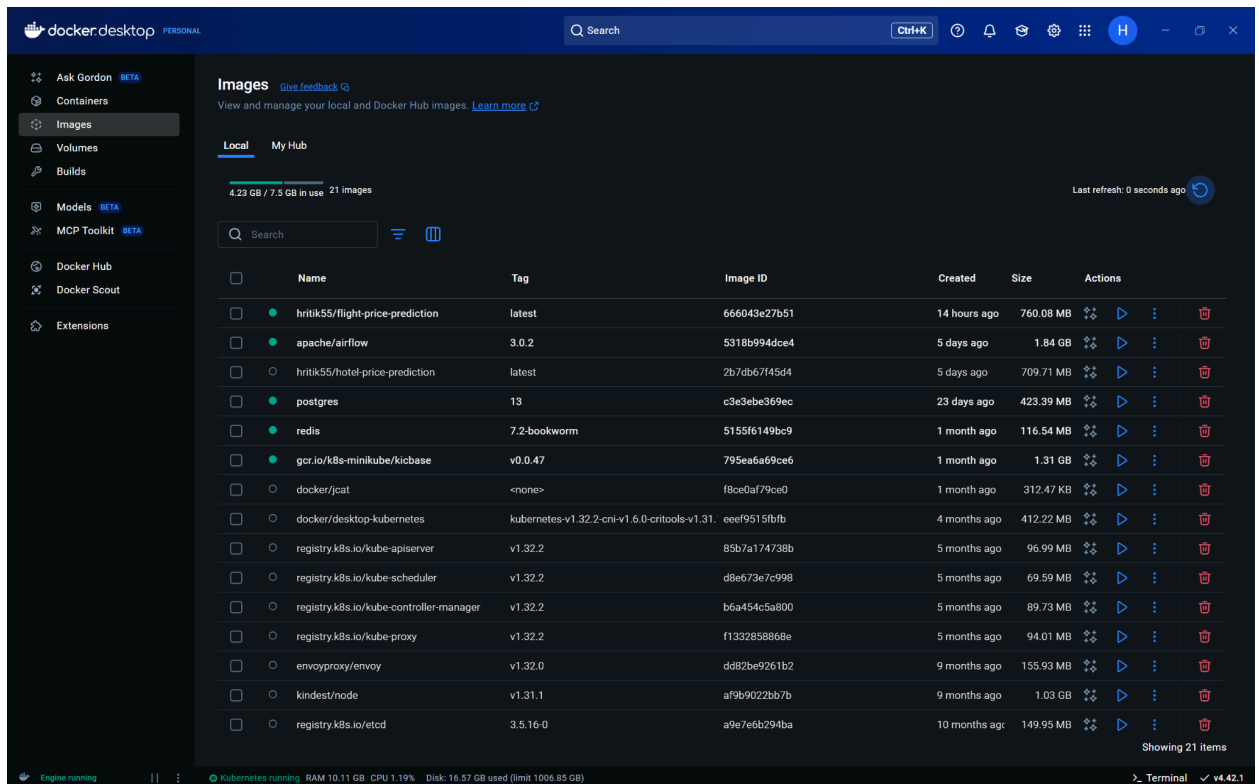 docker.desktop PERSONAL
Search Ctrl+K H
Ask Gordon BETA
Containers
Images
Volumes
Builds
Models BETA
MCP Toolkit BETA
Docker Hub
Docker Scout
Extensions
Images Give feedback
View and manage your local and Docker Hub images. Learn more
Local My Hub
4.23 GB / 7.5 GB in use 21 images
Last refresh: 0 seconds ago
Search
Name Tag Image ID Created Size Actions
hritik55/flight-price-prediction latest 666043e27b51 14 hours ago 760.08 MB
apache/airflow 3.0.2 5318b994dce4 5 days ago 1.84 GB
hritik55/hotel-price-prediction latest 2b7db67f45d4 5 days ago 709.71 MB
postgres 13 c3e3ebe369ec 23 days ago 423.39 MB
redis 7.2-bookworm 5155f6149bc9 1 month ago 116.54 MB
gcr.io/k8s-minikube/kicbase v0.0.47 795ea6a69ce6 1 month ago 1.31 GB
docker/jcat <none> f8ce0af79ce0 1 month ago 312.47 KB
docker/desktop-kubernetes kubernetes-v1.32.2-cni-v1.6.0-critools-v1.31. eeef9515fbfb 4 months ago 412.22 MB
registry.k8s.io/kube-apiserver v1.32.2 85b7a174738b 5 months ago 96.99 MB
registry.k8s.io/kube-scheduler v1.32.2 d8e673e7c998 5 months ago 69.59 MB
registry.k8s.io/kube-controller-manager v1.32.2 b6a454c5a800 5 months ago 89.73 MB
registry.k8s.io/kube-proxy v1.32.2 f1332858868e 5 months ago 94.01 MB
envoyproxy/envoy v1.32.0 dd82be9261b2 9 months ago 155.93 MB
kindest/node v1.31.1 af9b9022bb7b 9 months ago 1.03 GB
registry.k8s.io/etcd 3.5.16-0 a9e7e6b294ba 10 months agc 149.95 MB
Showing 21 items
Engine running Kubernetes running RAM 10.11 GB CPU 1.19% Disk: 16.57 GB used (limit 1006.85 GB) Terminal v4.42.1